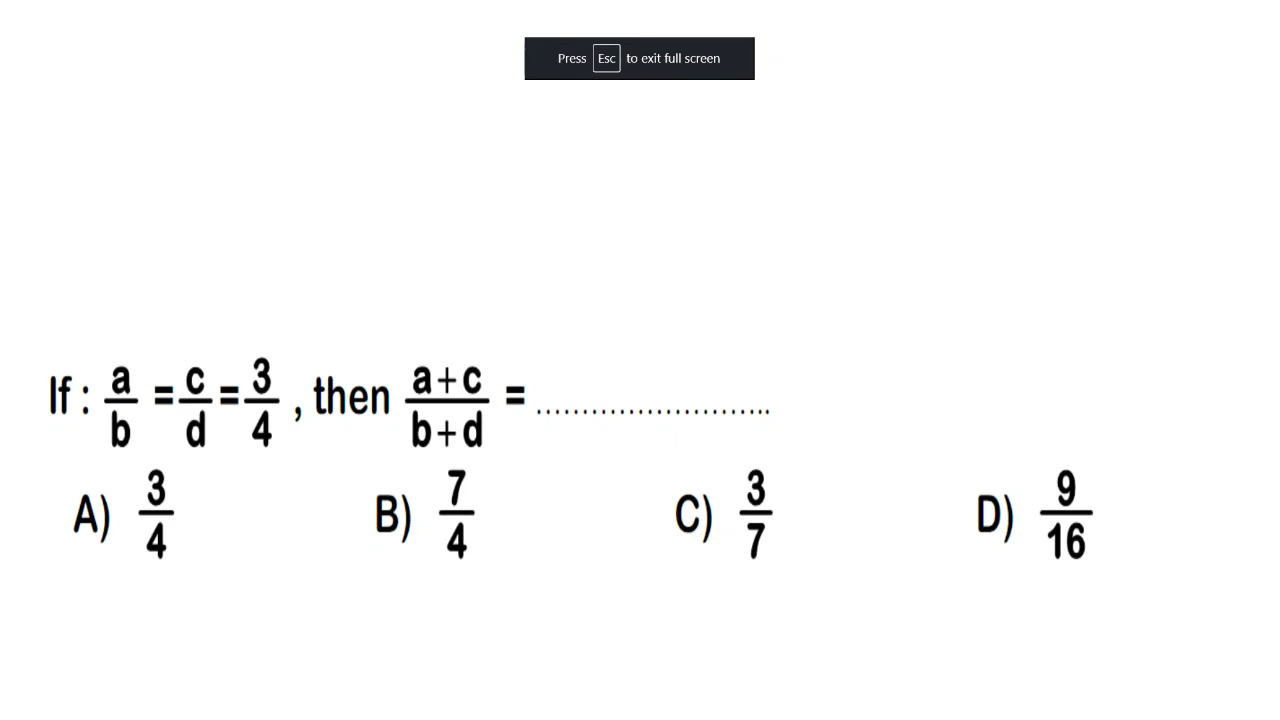 Press Esc to exit full screen
If : a/b = c/d = 3/4 , then a+c/b+d = ............................
A) 3/4 B) 7/4 C) 3/7 D) 9/16